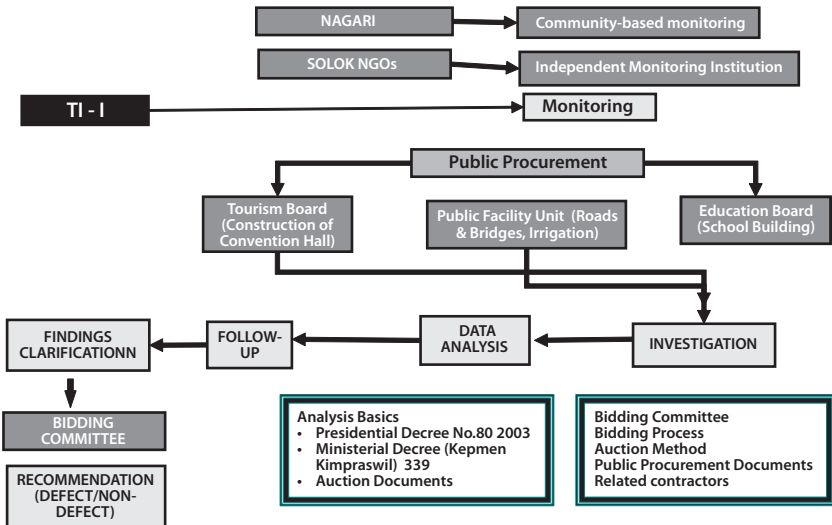 NAGARI
Community-based monitoring
SOLOK NGOs
Independent Monitoring Institution
TI - I
Monitoring
Public Procurement
Tourism Board
(Construction of
Convention Hall)
Public Facility Unit (Roads
& Bridges, Irrigation)
Education Board
(School Building)
FINDINGS
CLARIFICATIONN
FOLLOW-
UP
DATA
ANALYSIS
INVESTIGATION
BIDDING
COMMITTEE
RECOMMENDATION
(DEFECT/NON-
DEFECT)
Analysis Basics
• Presidential Decree No.80 2003
• Ministerial Decree (Kepmen
Kimpraswil) 339
• Auction Documents
Bidding Committee
Bidding Process
Auction Method
Public Procurement Documents
Related contractors